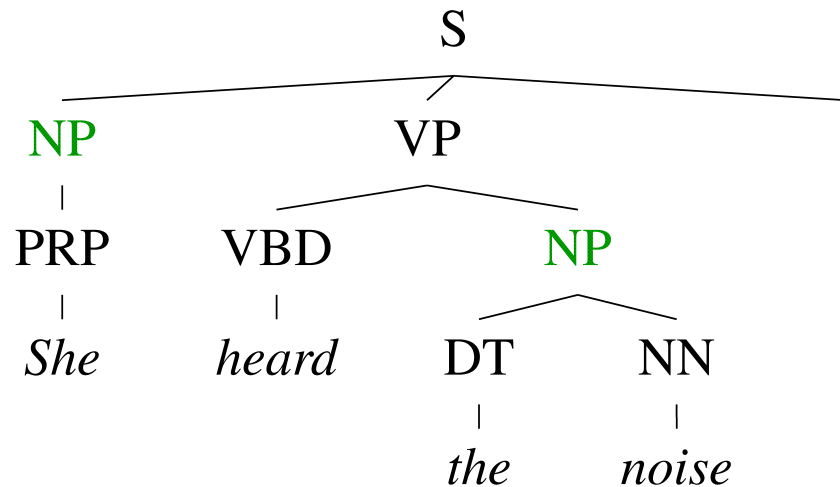 S
NP VP
PRP VBD NP
She heard DT NN
the noise